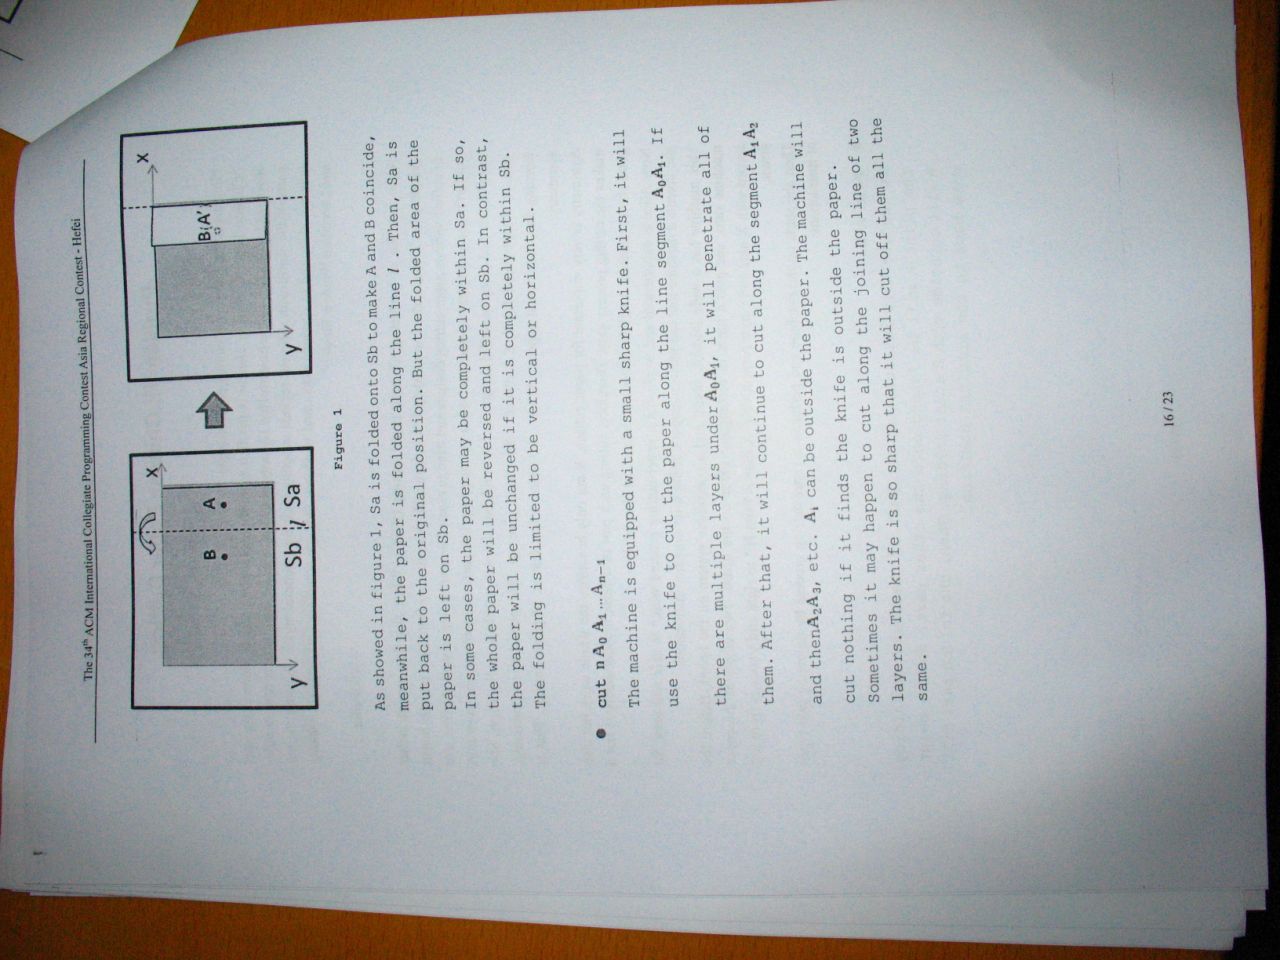 The 34th ACM International Collegiate Programming Contest Asia Regional Contest - Hefei
x
B
A
y
Sb
l
Sa
x
B(A')
y
Figure 1
As showed in figure 1, Sa is folded onto Sb to make A and B coincide,
meanwhile, the paper is folded along the line l . Then, Sa is
put back to the original position. But the folded area of the
paper is left on Sb.
In some cases, the paper may be completely within Sa. If so,
the whole paper will be reversed and left on Sb. In contrast,
the paper will be unchanged if it is completely within Sb.
The folding is limited to be vertical or horizontal.
● cut n A0 A1 ... An-1
The machine is equipped with a small sharp knife. First, it will
use the knife to cut the paper along the line segment A0A1. If
there are multiple layers under A0A1, it will penetrate all of
them. After that, it will continue to cut along the segment A1A2
and then A2A3, etc. Ai can be outside the paper. The machine will
cut nothing if it finds the knife is outside the paper.
Sometimes it may happen to cut along the joining line of two
layers. The knife is so sharp that it will cut off them all the
same.
16 / 23